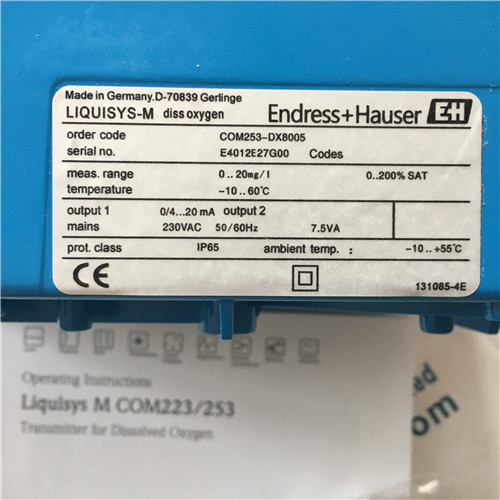 Made in Germany.D-70839 Gerlinge
LIQUISYS-M diss oxygen Endress+Hauser EH
order code COM253-DX8005
serial no. E4012E27G00 Codes
meas. range 0..20mg/l 0..200% SAT
temperature -10..60°C
output 1 0/4...20 mA output 2
mains 230VAC 50/60Hz 7.5VA
prot. class IP65 ambient temp. : -10..+55°C
CE
131085-4E
Operating Instructions
Liquisys M COM223/253
Transmitter for Dissolved Oxygen
om